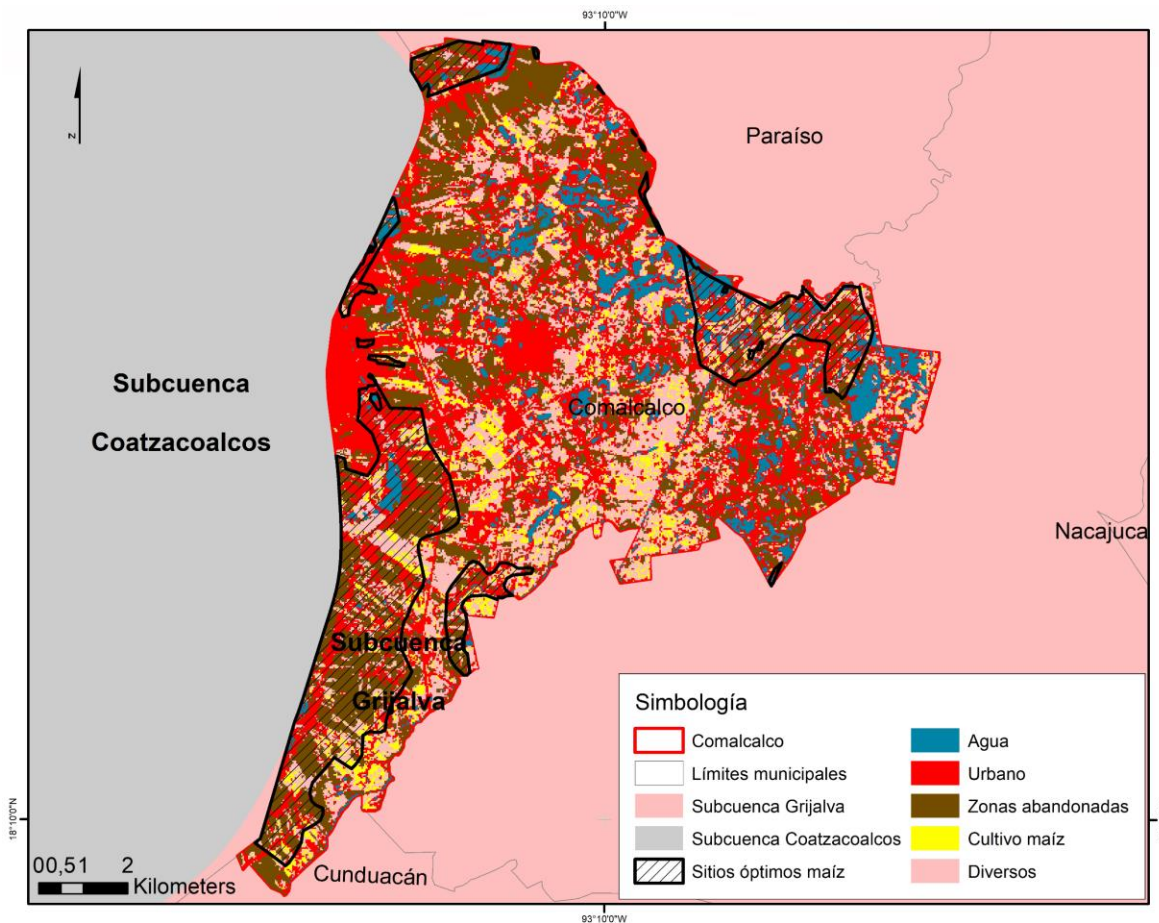 93°10'0"W
Paraíso
Subcuenca
Coatzacoalcos
Comalcalco
Nacajuca
Subcuenca
Grijalva
Cunduacán
18°10'0"N
00,51 2
Kilometers
Simbología
Comalcalco
Límites municipales
Subcuenca Grijalva
Subcuenca Coatzacoalcos
Sitios óptimos maíz
Agua
Urbano
Zonas abandonadas
Cultivo maíz
Diversos
z
93°10'0"W